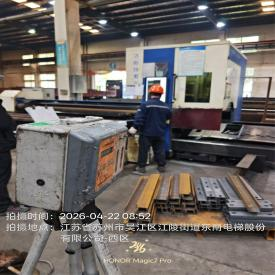 拍摄时间：2026-04-22 08:52
拍摄地点：江苏省苏州市吴江区江陵街道东南电梯股份
有限公司-西区
HONOR Magic7 Pro